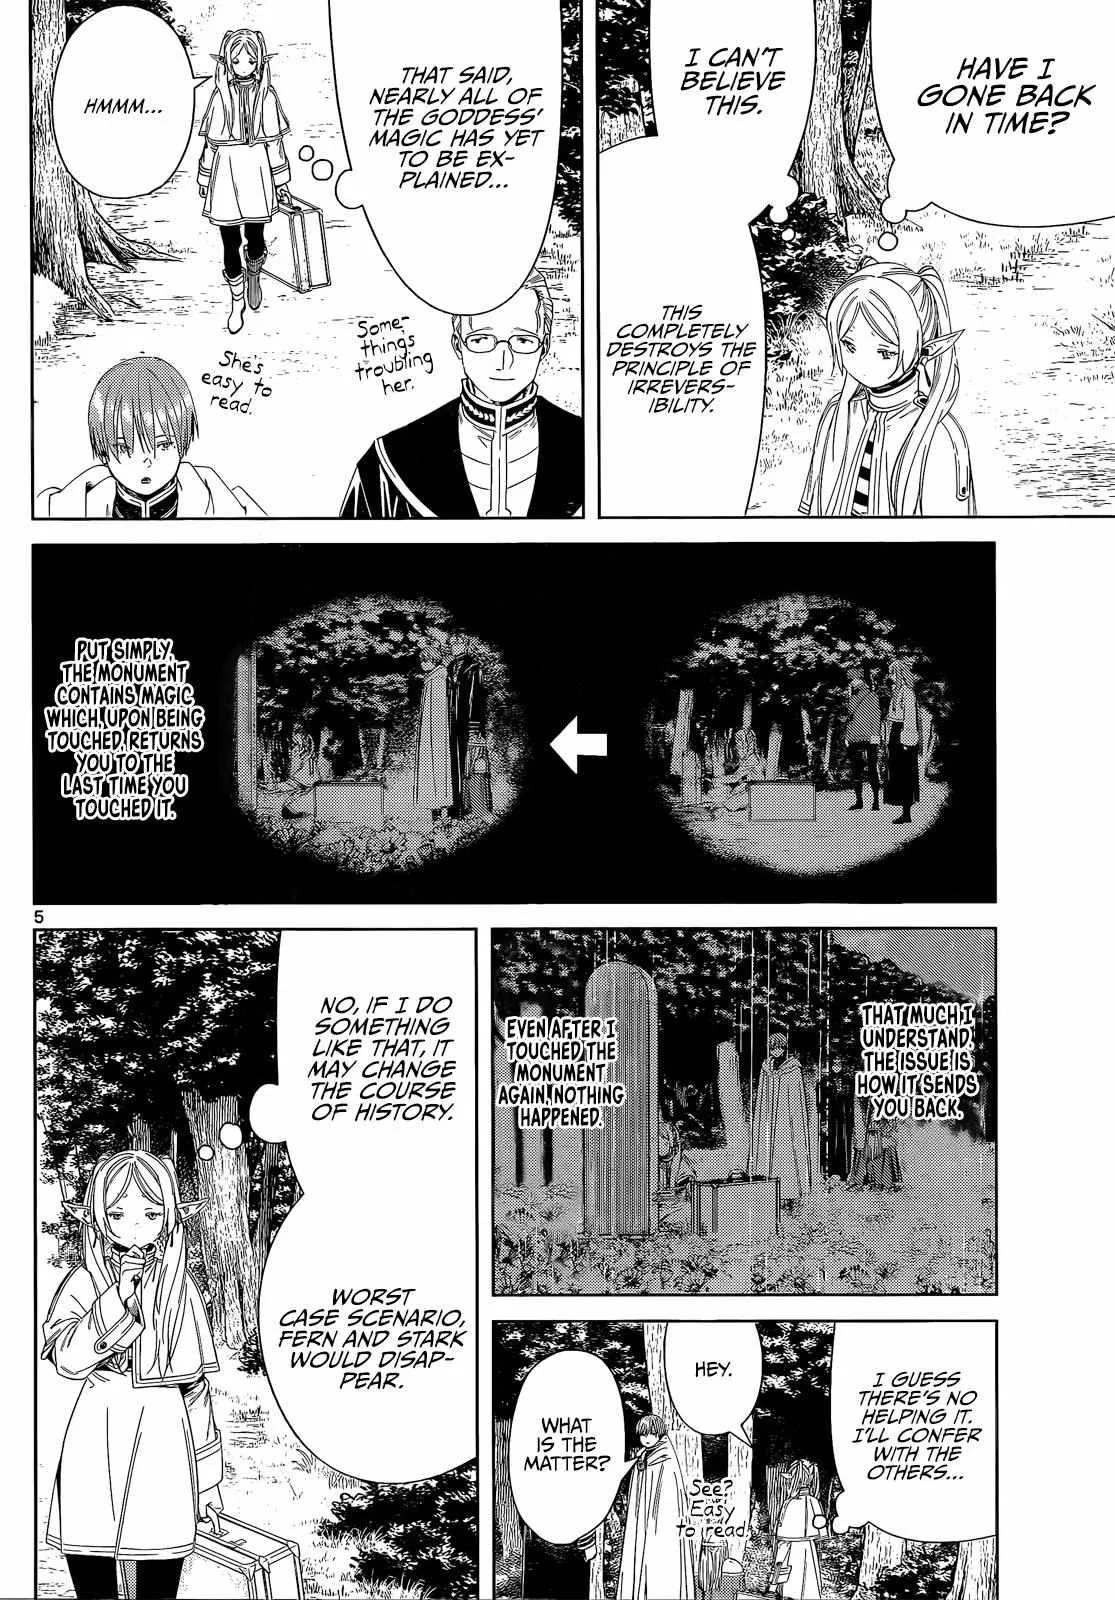 HAVE I
GONE BACK
IN TIME?
I CAN'T
BELIEVE
THIS.
THIS
COMPLETELY
DESTROYS THE
PRINCIPLE OF
IRREVERS-
IBILITY.
THAT SAID,
NEARLY ALL OF
THE GODDESS'
MAGIC HAS YET
TO BE EX-
PLAINED...
HMMM...
Some-
things
troubling
her.
She's
easy to
read.
PUT SIMPLY,
THE MONUMENT
CONTAINS MAGIC
WHICH, UPON BEING
TOUCHED, RETURNS
YOU TO THE
LAST TIME YOU
TOUCHED IT.
5
THAT MUCH I
UNDERSTAND.
THE ISSUE IS
HOW IT SENDS
YOU BACK.
EVEN AFTER I
TOUCHED THE
MONUMENT
AGAIN, NOTHING
HAPPENED.
NO, IF I DO
SOMETHING
LIKE THAT, IT
MAY CHANGE
THE COURSE
OF HISTORY.
WORST
CASE SCENARIO,
FERN AND STARK
WOULD DISAP-
PEAR.
I GUESS
THERE'S NO
HELPING IT.
I'LL CONFER
WITH THE
OTHERS...
HEY.
WHAT
IS THE
MATTER?
See?
Easy
to read.